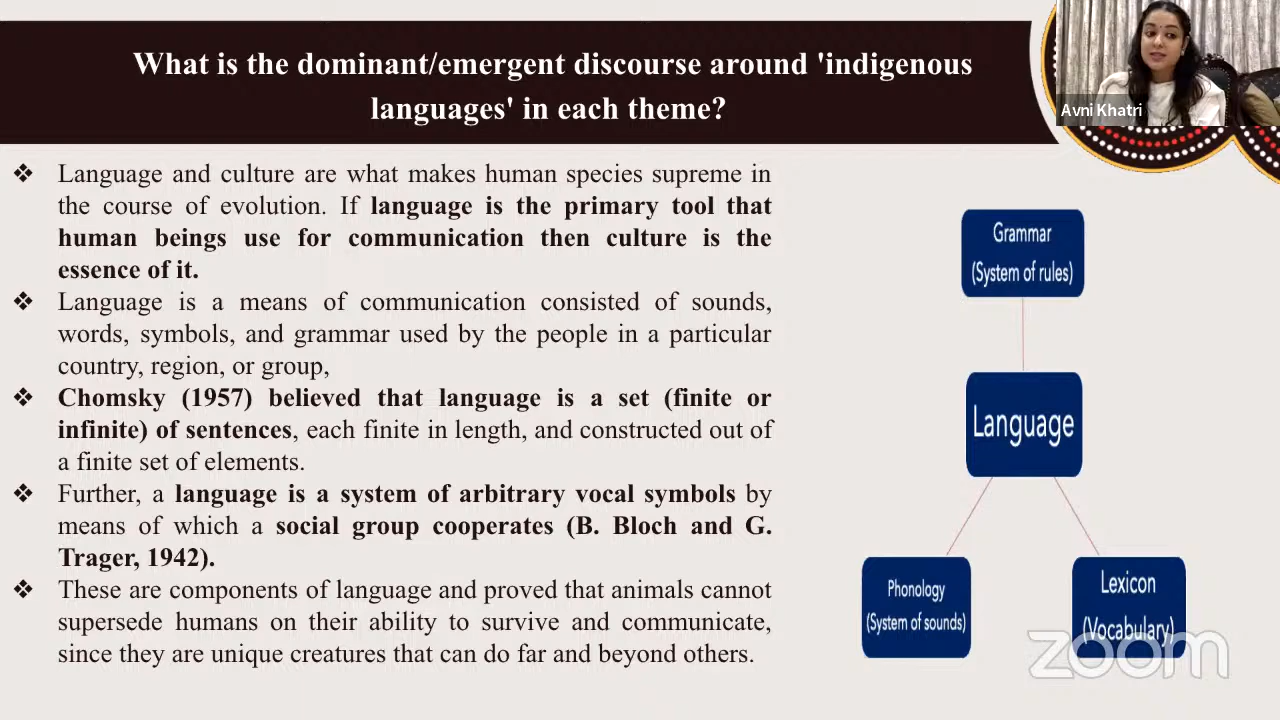 What is the dominant/emergent discourse around 'indigenous
languages' in each theme?
Avni Khatri
❖ Language and culture are what makes human species supreme in
the course of evolution. If language is the primary tool that
human beings use for communication then culture is the
essence of it.
❖ Language is a means of communication consisted of sounds,
words, symbols, and grammar used by the people in a particular
country, region, or group,
❖ Chomsky (1957) believed that language is a set (finite or
infinite) of sentences, each finite in length, and constructed out of
a finite set of elements.
❖ Further, a language is a system of arbitrary vocal symbols by
means of which a social group cooperates (B. Bloch and G.
Trager, 1942).
❖ These are components of language and proved that animals cannot
supersede humans on their ability to survive and communicate,
since they are unique creatures that can do far and beyond others.
Grammar
(System of rules)
Language
Phonology
(System of sounds)
Lexicon
(Vocabulary)
zoom